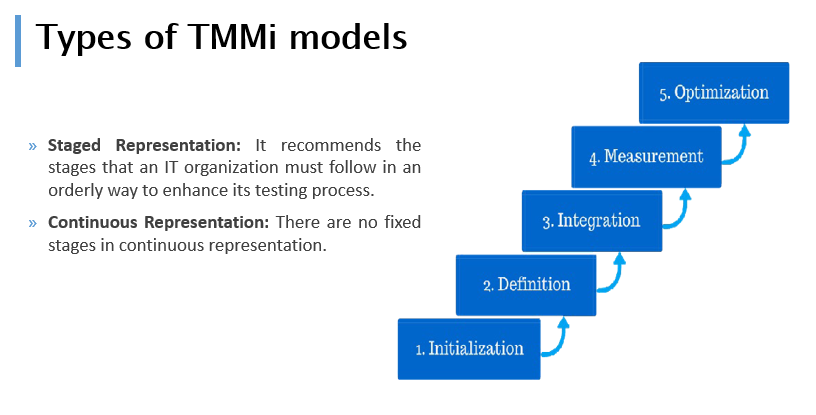 Types of TMMi models
» Staged Representation: It recommends the
stages that an IT organization must follow in an
orderly way to enhance its testing process.
» Continuous Representation: There are no fixed
stages in continuous representation.
5. Optimization
4. Measurement
3. Integration
2. Definition
1. Initialization